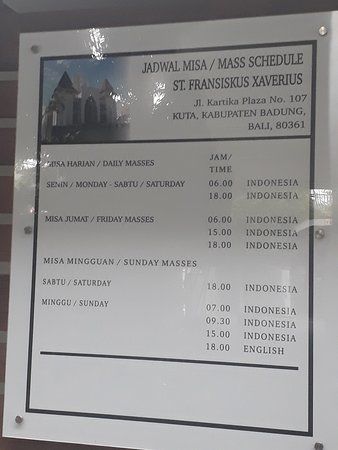 JADWAL MISA / MASS SCHEDULE
ST. FRANSISKUS XAVERIUS
Jl. Kartika Plaza No. 107
KUTA, KABUPATEN BADUNG,
BALI, 80361
MISA HARIAN / DAILY MASSES JAM/
TIME
SENIN / MONDAY - SABTU / SATURDAY 06.00 INDONESIA
18.00 INDONESIA
MISA JUMAT / FRIDAY MASSES 06.00 INDONESIA
15.00 INDONESIA
18.00 INDONESIA
MISA MINGGUAN / SUNDAY MASSES
SABTU / SATURDAY 18.00 INDONESIA
MINGGU / SUNDAY 07.00 INDONESIA
09.30 INDONESIA
15.00 INDONESIA
18.00 ENGLISH